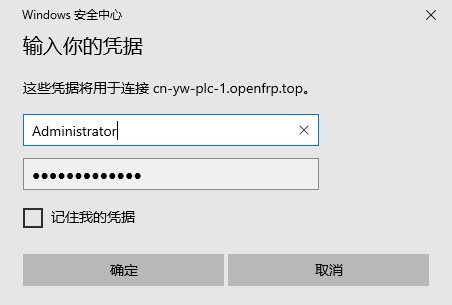 Windows 安全中心
输入你的凭据
这些凭据将用于连接 cn-yw-plc-1.openfrp.top。
Administrator
●●●●●●●●●●●●●
记住我的凭据
确定
取消